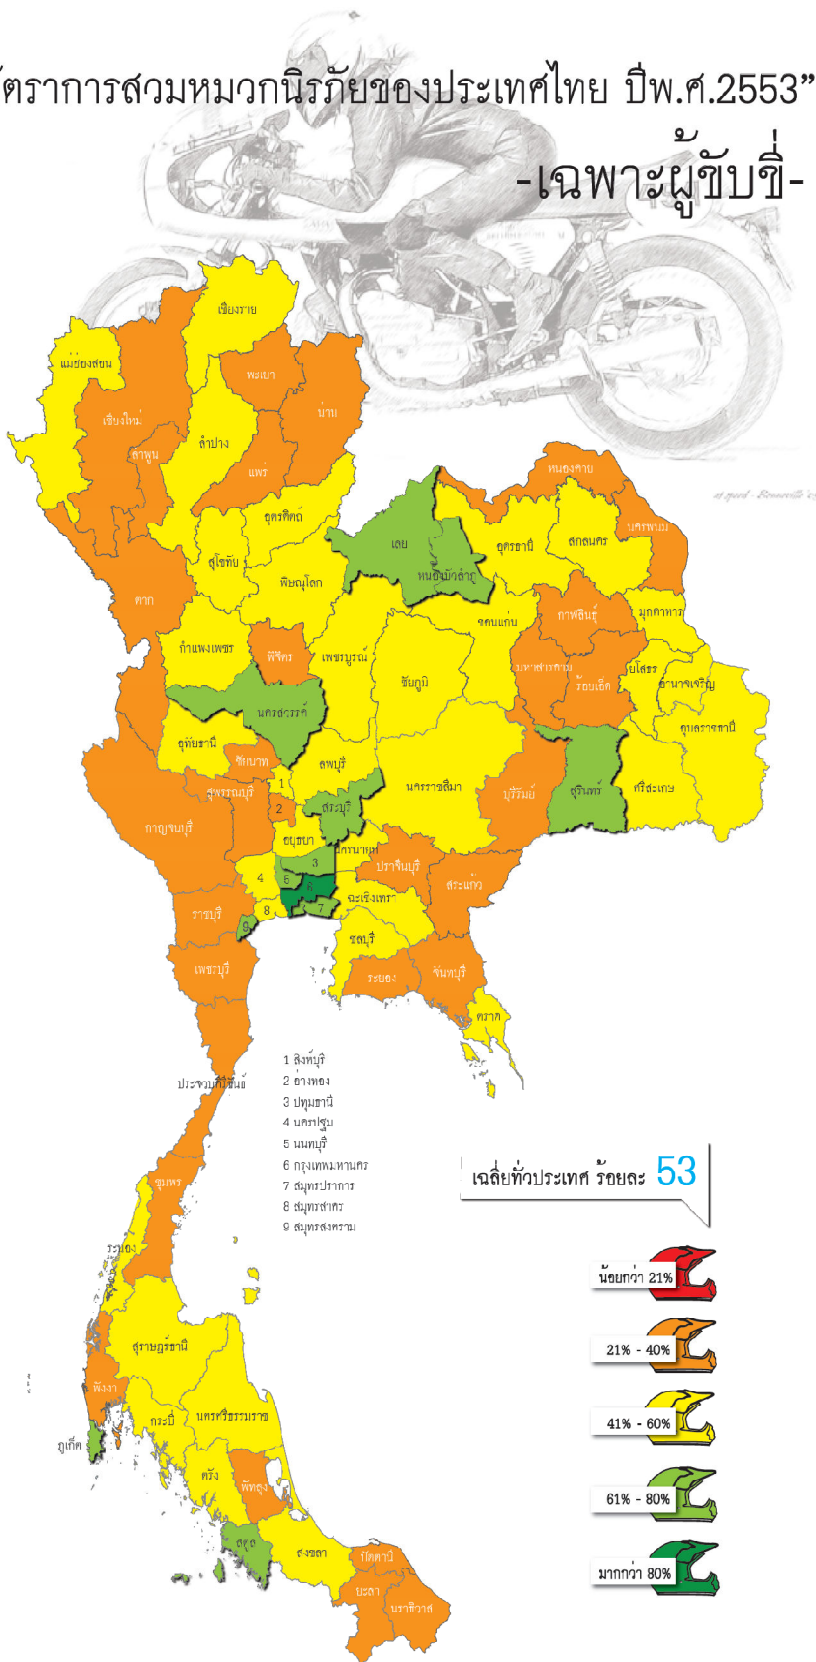 ตราการสวมหมวกนิรภัยของประเทศไทย ปีพ.ศ.2553”
-เฉพาะผู้ขับขี่-
เชียงราย
แม่ฮ่องสอน
พะเยา
เชียงใหม่
น่าน
ลำปาง
ลำพูน
แพร่
หนองคาย
อุตรดิตถ์
นครพนม
เลย
อุดรธานี
สกลนคร
สุโขทัย
หนองบัวลำภู
พิษณุโลก
ตาก
ขอนแก่น
กาฬสินธุ์
มุกดาหาร
กำแพงเพชร
พิจิตร
เพชรบูรณ์
มหาสารคาม
ยโสธร
ชัยภูมิ
ร้อยเอ็ด
อำนาจเจริญ
นครสวรรค์
อุบลราชธานี
อุทัยธานี
ชัยนาท
ลพบุรี
1
นครราชสีมา
บุรีรัมย์
สุรินทร์
ศรีสะเกษ
สุพรรณบุรี
2
สระบุรี
กาญจนบุรี
อยุธยา
นครนายก
3
ปราจีนบุรี
4
5
6
สระแก้ว
ฉะเชิงเทรา
ราชบุรี
8
7
9
ชลบุรี
เพชรบุรี
ระยอง
จันทบุรี
ตราด
ประจวบคีรีขันธ์
1 สิงห์บุรี
2 อ่างทอง
3 ปทุมธานี
4 นครปฐม
5 นนทบุรี
6 กรุงเทพมหานคร
7 สมุทรปราการ
8 สมุทรสาคร
9 สมุทรสงคราม
เฉลี่ยทั่วประเทศ ร้อยละ 53
ชุมพร
ระนอง
น้อยกว่า 21%
21% - 40%
41% - 60%
61% - 80%
มากกว่า 80%
สุราษฎร์ธานี
พังงา
กระบี่
นครศรีธรรมราช
ภูเก็ต
ตรัง
พัทลุง
สตูล
สงขลา
ปัตตานี
ยะลา
นราธิวาส